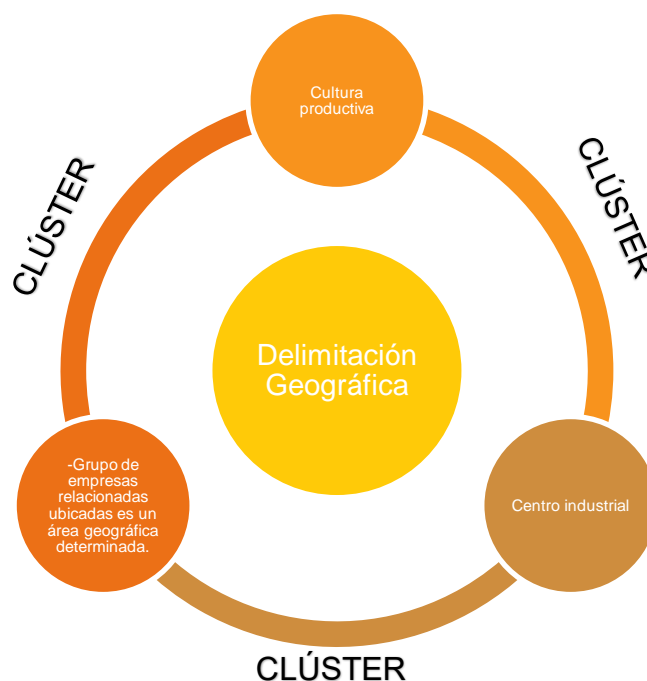 Cultura
productiva
CLÚSTER
CLÚSTER
Delimitación
Geográfica
-Grupo de
empresas
relacionadas
ubicadas es un
área geográfica
determinada.
Centro industrial
CLÚSTER